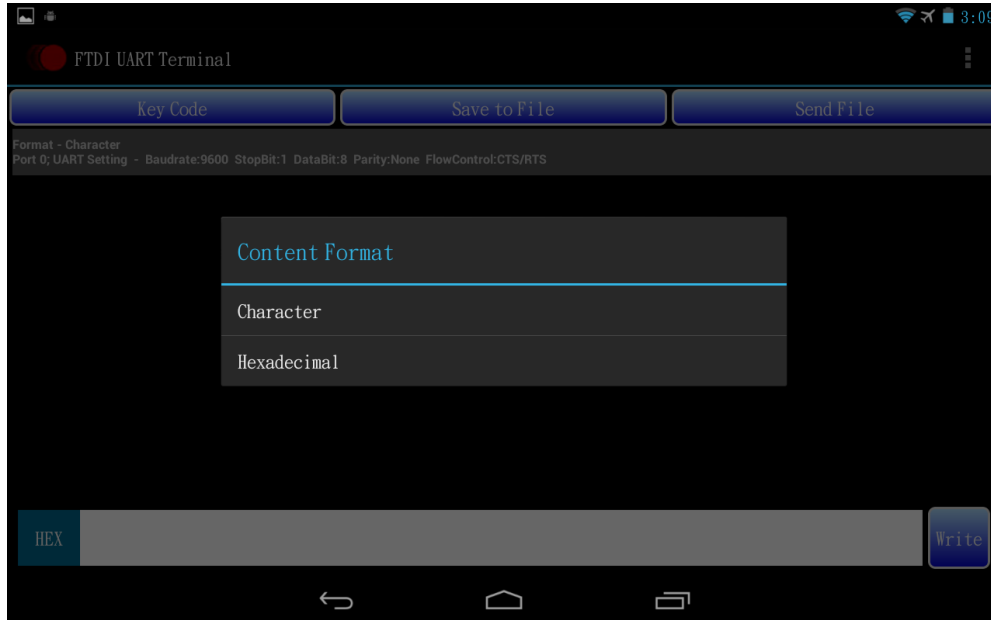 3:09
FTDI UART Terminal
Key Code
Save to File
Send File
Format - Character
Port 0; UART Setting - Baudrate:9600 StopBit:1 DataBit:8 Parity:None FlowControl:CTS/RTS
Content Format
Character
Hexadecimal
HEX
Write